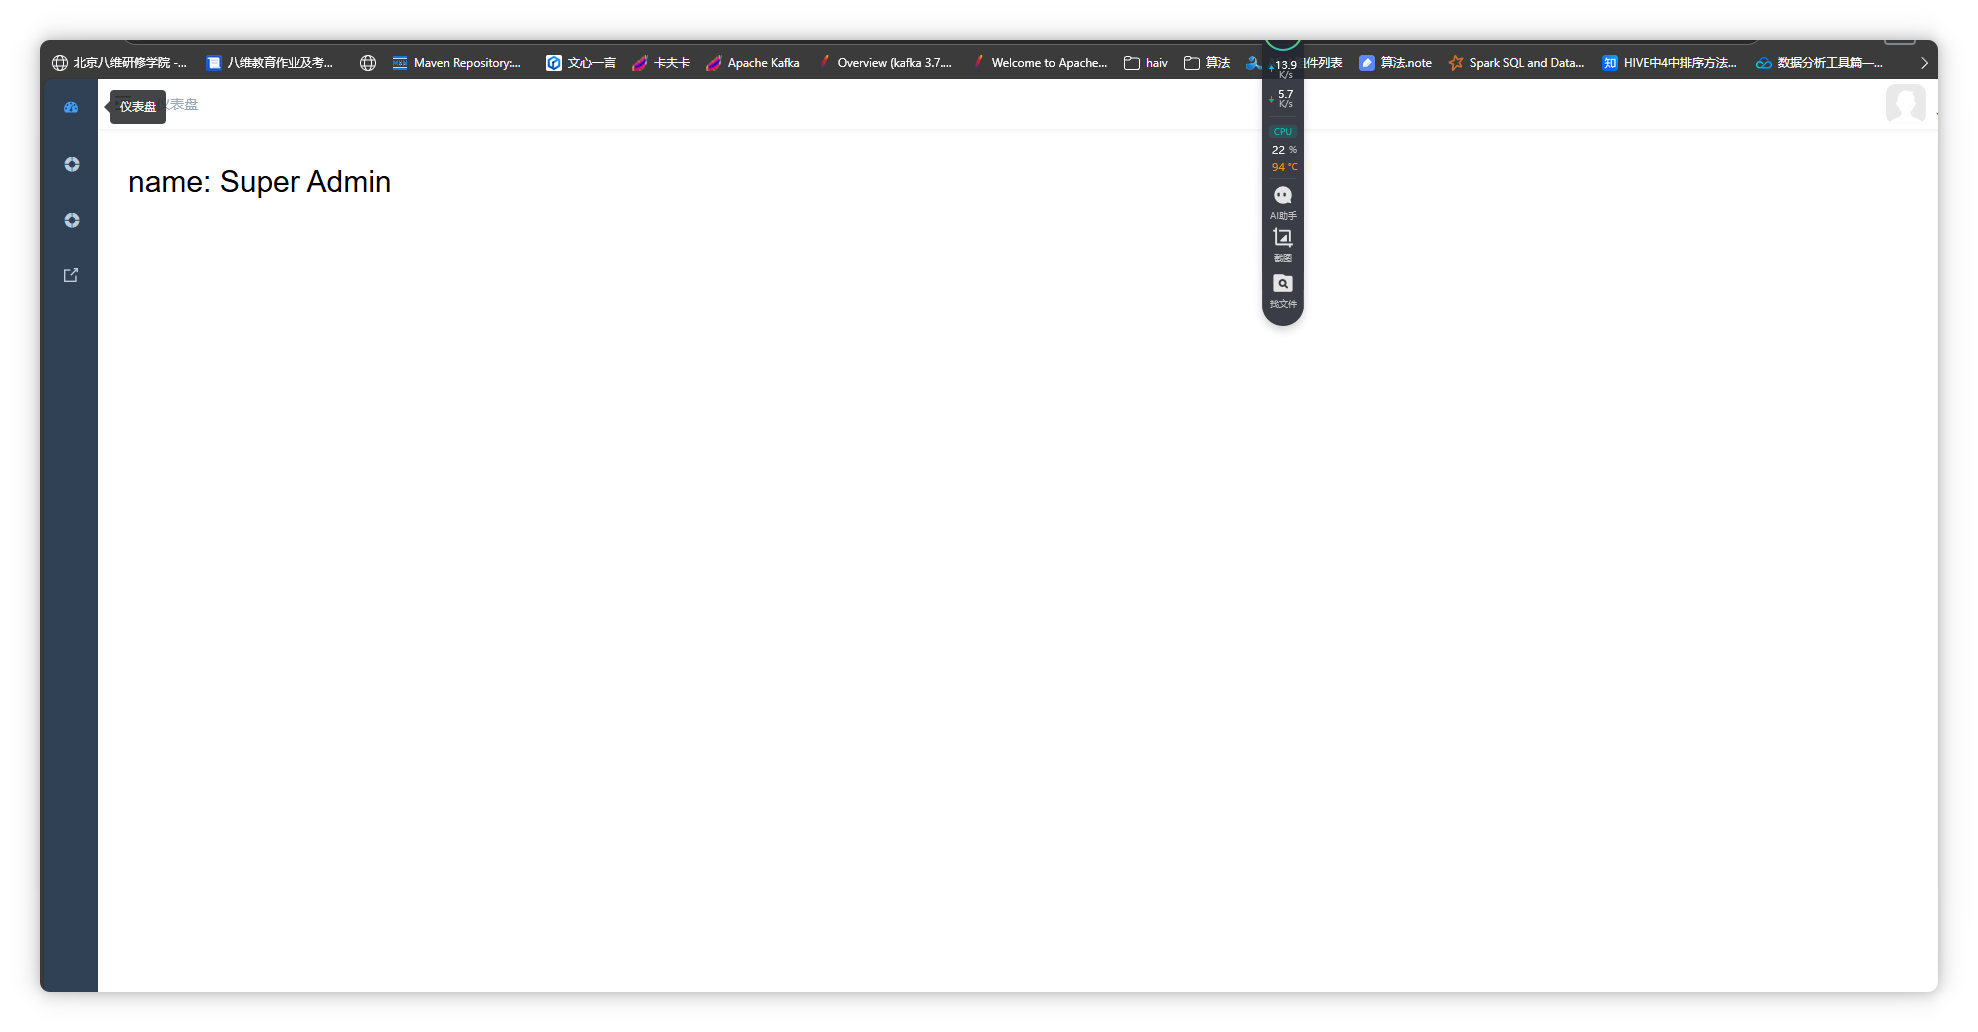 北京八维研修学院 -...
八维教育作业及考...
Maven Repository:...
文心一言
卡夫卡
Apache Kafka
Overview (kafka 3.7....
Welcome to Apache...
haiv
算法
件列表
算法.note
Spark SQL and Data...
知
HIVE中4中排序方法...
数据分析工具篇—...
仪表盘
表盘
name: Super Admin
13.9
K/s
5.7
K/s
CPU
22 %
94 ℃
AI助手
截图
找文件